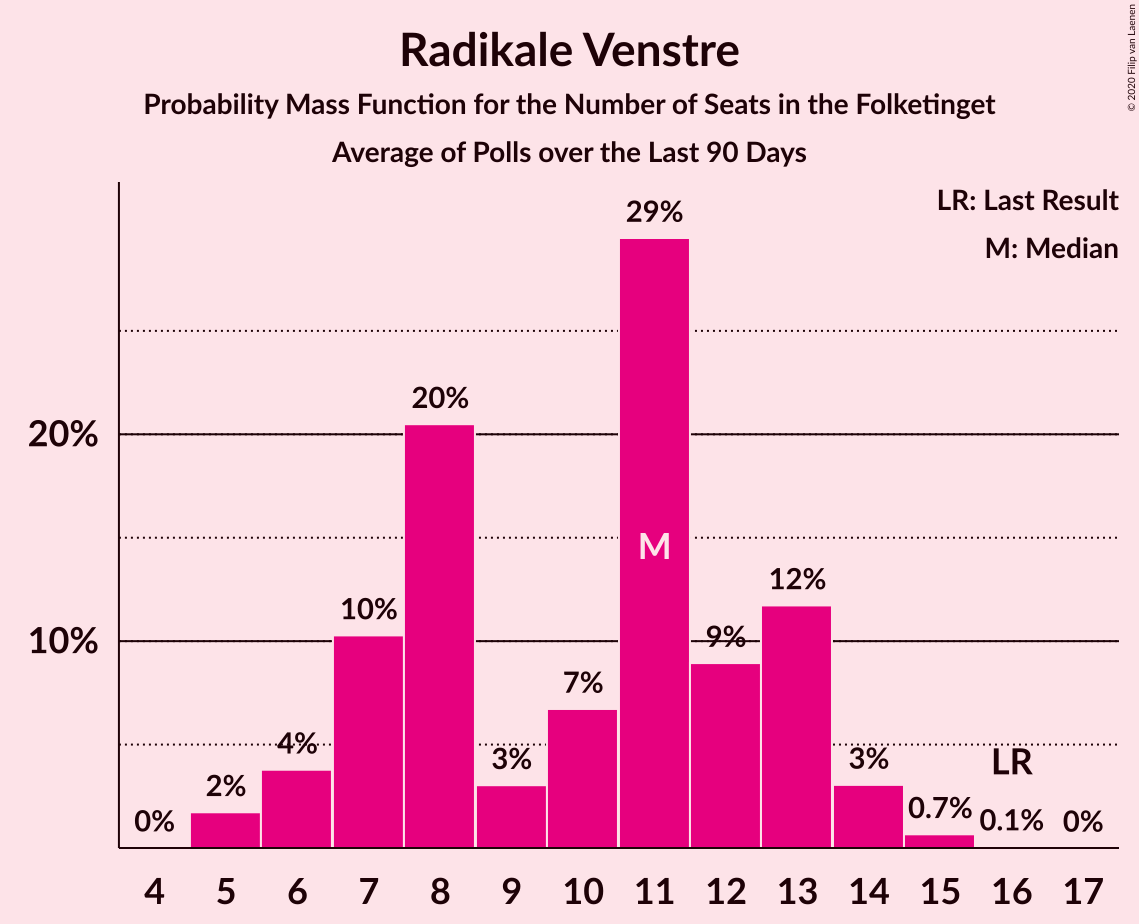 Radikale Venstre
Probability Mass Function for the Number of Seats in the Folketinget
Average of Polls over the Last 90 Days
© 2020 Filip van Laenen
LR: Last Result
M: Median
29%
20%
20%
M
12%
10%
9%
10%
7%
4%
3%
3%
LR
2%
0.7%
0%
0.1%
0%
4 5 6 7 8 9 10 11 12 13 14 15 16 17